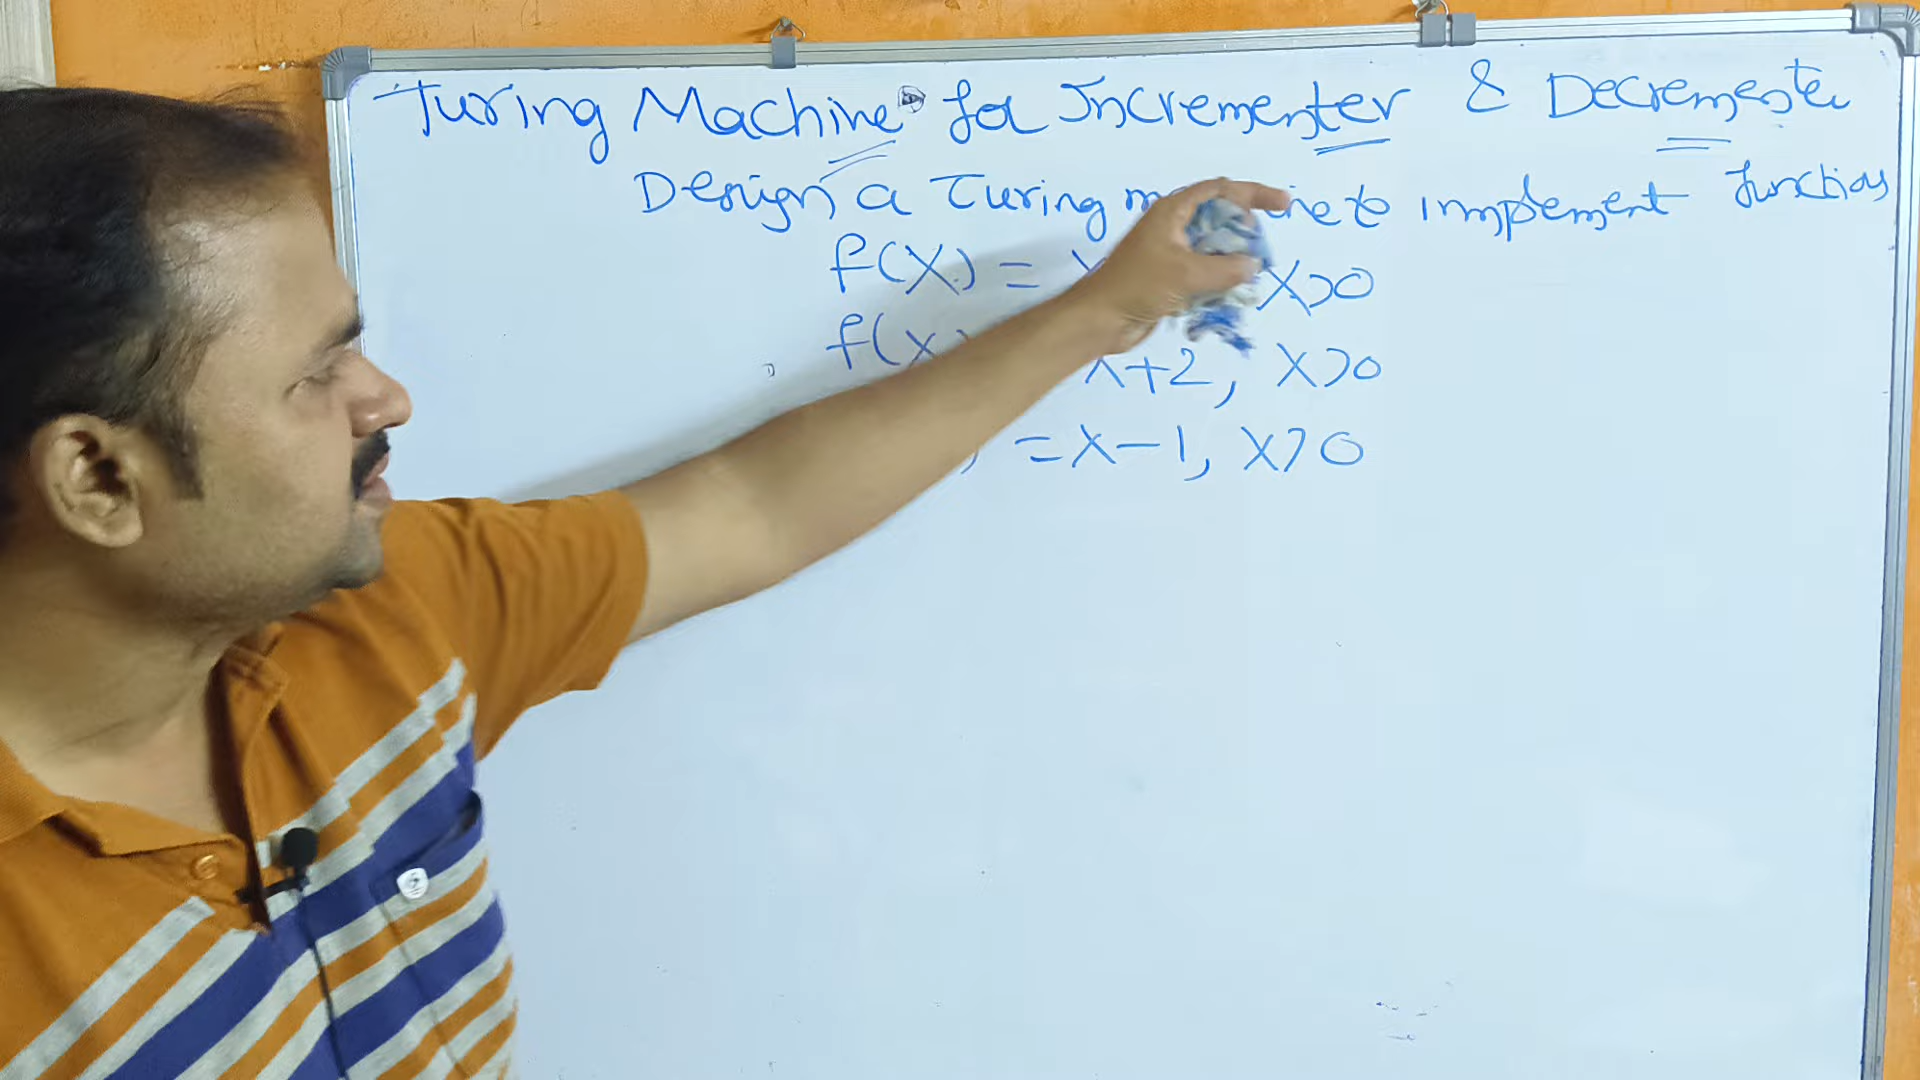 Turing Machine for Incrementer & Decrementer
Design a Turing to implement functions
f(X) = X>0
f(X) X+2, X>0
= X-1, X>0